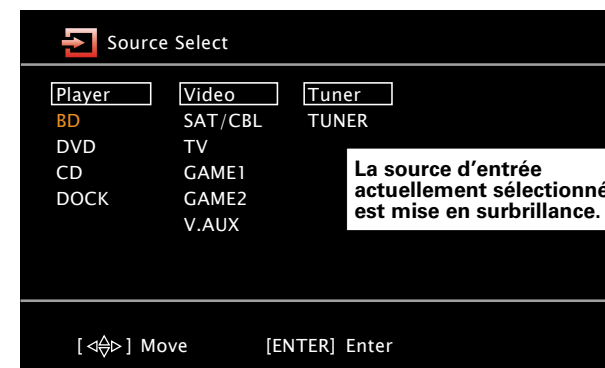 Source Select
Player Video Tuner
BD SAT/CBL TUNER
DVD TV
CD GAME1
DOCK GAME2
V.AUX
La source d’entrée
actuellement sélectionné
est mise en surbrillance.
[ ] Move [ENTER] Enter